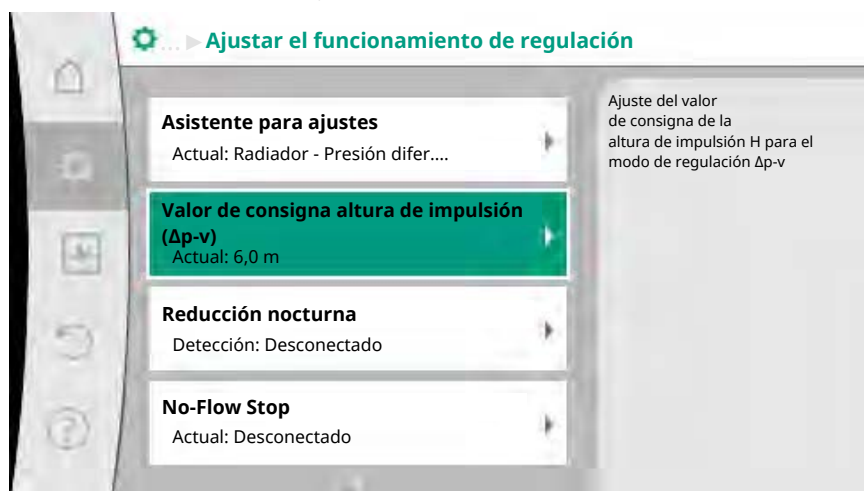 ... Ajustar el funcionamiento de regulación
Asistente para ajustes
Actual: Radiador - Presión difer....
Valor de consigna altura de impulsión
(Δp-v)
Actual: 6,0 m
Reducción nocturna
Detección: Desconectado
No-Flow Stop
Actual: Desconectado
Ajuste del valor
de consigna de la
altura de impulsión H para el
modo de regulación Δp-v